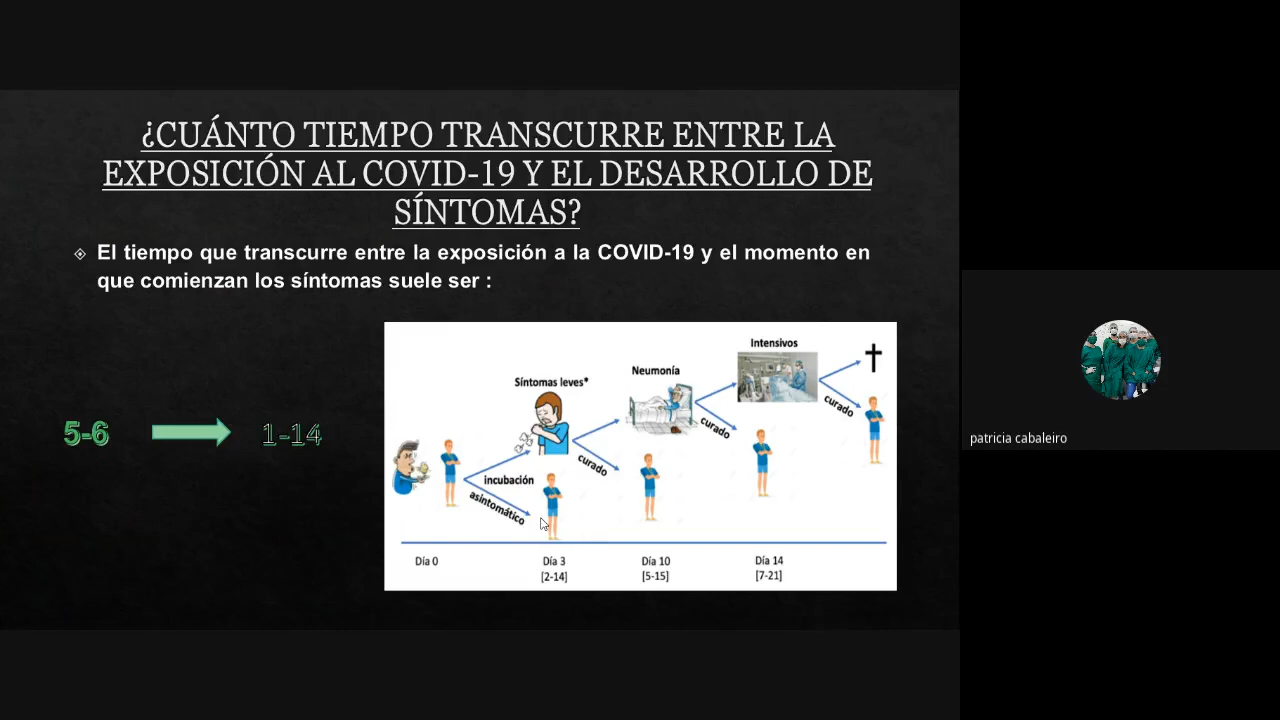 ¿CUÁNTO TIEMPO TRANSCURRE ENTRE LA
EXPOSICIÓN AL COVID-19 Y EL DESARROLLO DE
SÍNTOMAS?
El tiempo que transcurre entre la exposición a la COVID-19 y el momento en
que comienzan los síntomas suele ser :
5-6
1-14
Intensivos
Neumonía
Síntomas leves*
curado
curado
curado
incubación
asintomático
Día 0
Día 3
[2-14]
Día 10
[5-15]
Día 14
[7-21]
patricia cabaleiro